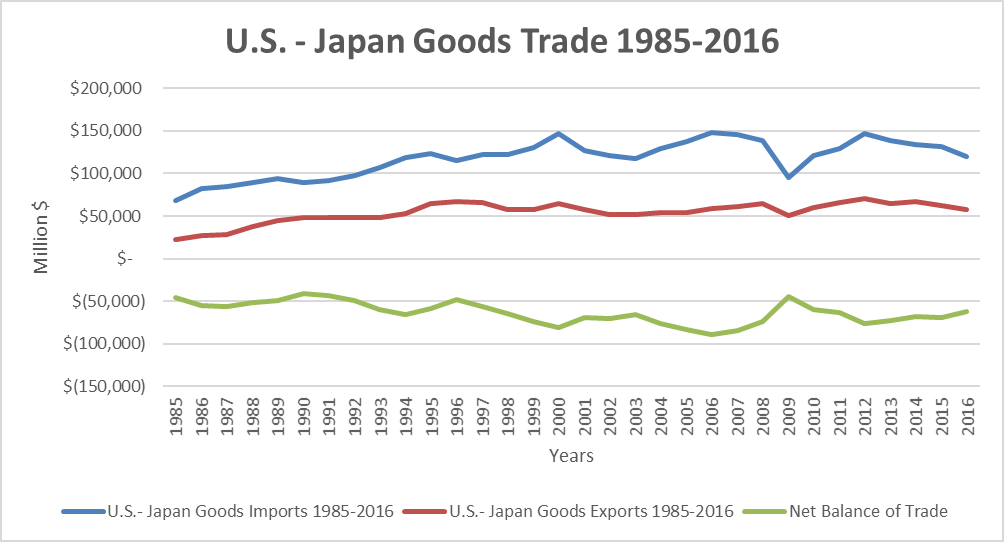 U.S. - Japan Goods Trade 1985-2016
$200,000
$150,000
$100,000
$50,000
$-
$(50,000)
$(100,000)
$(150,000)
Million $
1985 1986 1987 1988 1989 1990 1991 1992 1993 1994 1995 1996 1997 1998 1999 2000 2001 2002 2003 2004 2005 2006 2007 2008 2009 2010 2011 2012 2013 2014 2015 2016
Years
U.S.- Japan Goods Imports 1985-2016 U.S.- Japan Goods Exports 1985-2016 Net Balance of Trade